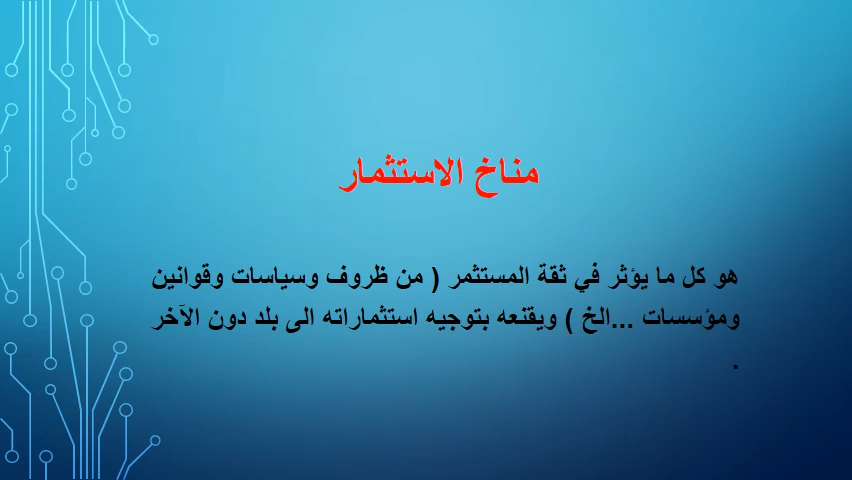 مناخ الاستثمار
هو كل ما يؤثر في ثقة المستثمر ( من ظروف وسياسات وقوانين
ومؤسسات ...الخ ) ويقنعه بتوجيه استثماراته الى بلد دون الآخر
.